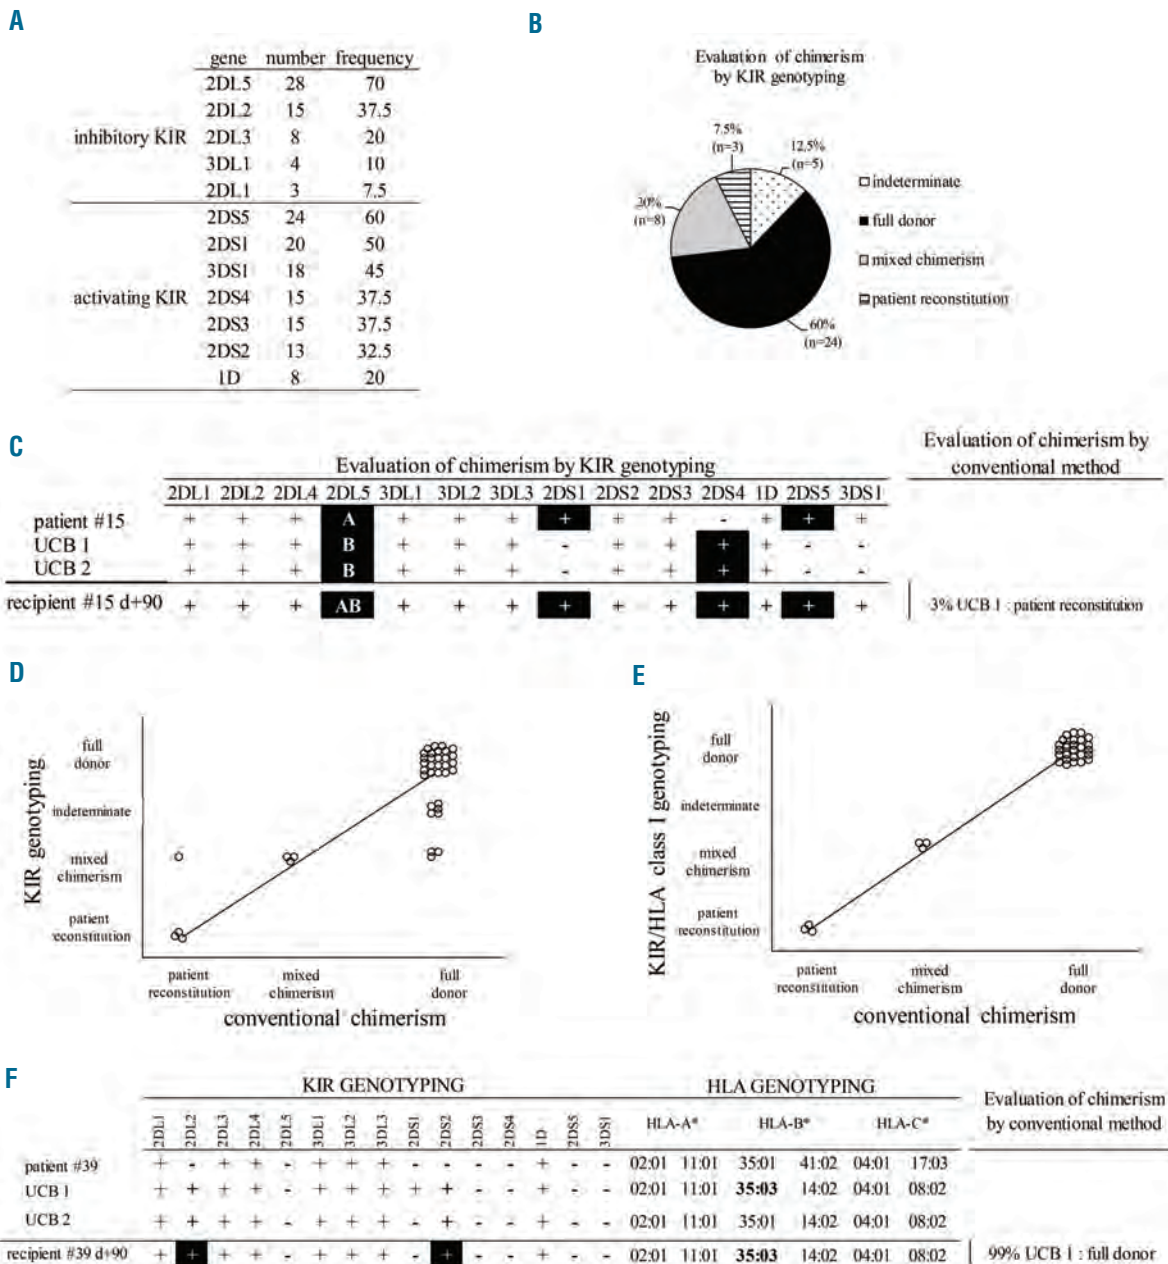 A
gene number frequency
inhibitory KIR
2DL5 28 70
2DL2 15 37.5
2DL3 8 20
3DL1 4 10
2DL1 3 7.5
activating KIR
2DS5 24 60
2DS1 20 50
3DS1 18 45
2DS4 15 37.5
2DS3 15 37.5
2DS2 13 32.5
1D 8 20
B
Evaluation of chimerism
by KIR genotyping
7.5%
(n=3)
12.5%
(n=5)
20%
(n=8)
60%
(n=24)
indeterminate
full donor
mixed chimerism
patient reconstitution
C
Evaluation of chimerism by KIR genotyping
Evaluation of chimerism by
conventional method
2DL1 2DL2 2DL4 2DL5 3DL1 3DL2 3DL3 2DS1 2DS2 2DS3 2DS4 1D 2DS5 3DS1
patient #15 + + + A + + + + + + - + + +
UCB 1 + + + B + + + - + + + + - -
UCB 2 + + + B + + + - + + + + - -
recipient #15 d+90 + + + AB + + + + + + + + + + 3% UCB 1 : patient reconstitution
D
KIR genotyping
full
donor
indeterminate
mixed
chimerism
patient
reconstitution
patient
reconstitution
mixed
chimerism
full
donor
conventional chimerism
E
KIR/HLA class I genotyping
full
donor
indeterminate
mixed
chimerism
patient
reconstitution
patient
reconstitution
mixed
chimerism
full
donor
conventional chimerism
F
KIR GENOTYPING
HLA GENOTYPING
Evaluation of chimerism
by conventional method
2DL1 2DL2 2DL3 2DL4 2DL5 3DL1 3DL2 3DL3 2DS1 2DS2 2DS3 2DS4 1D 2DS5 3DS1 HLA-A* HLA-B* HLA-C*
patient #39 + - + + - + + + - - - - + - - 02:01 11:01 35:01 41:02 04:01 17:03
UCB 1 + + + + - + + + + + - - + - - 02:01 11:01 35:03 14:02 04:01 08:02
UCB 2 + + + + - + + + - + - - + - - 02:01 11:01 35:01 14:02 04:01 08:02
recipient #39 d+90 + + + + - + + + - + - - + - - 02:01 11:01 35:03 14:02 04:01 08:02 99% UCB 1 : full donor